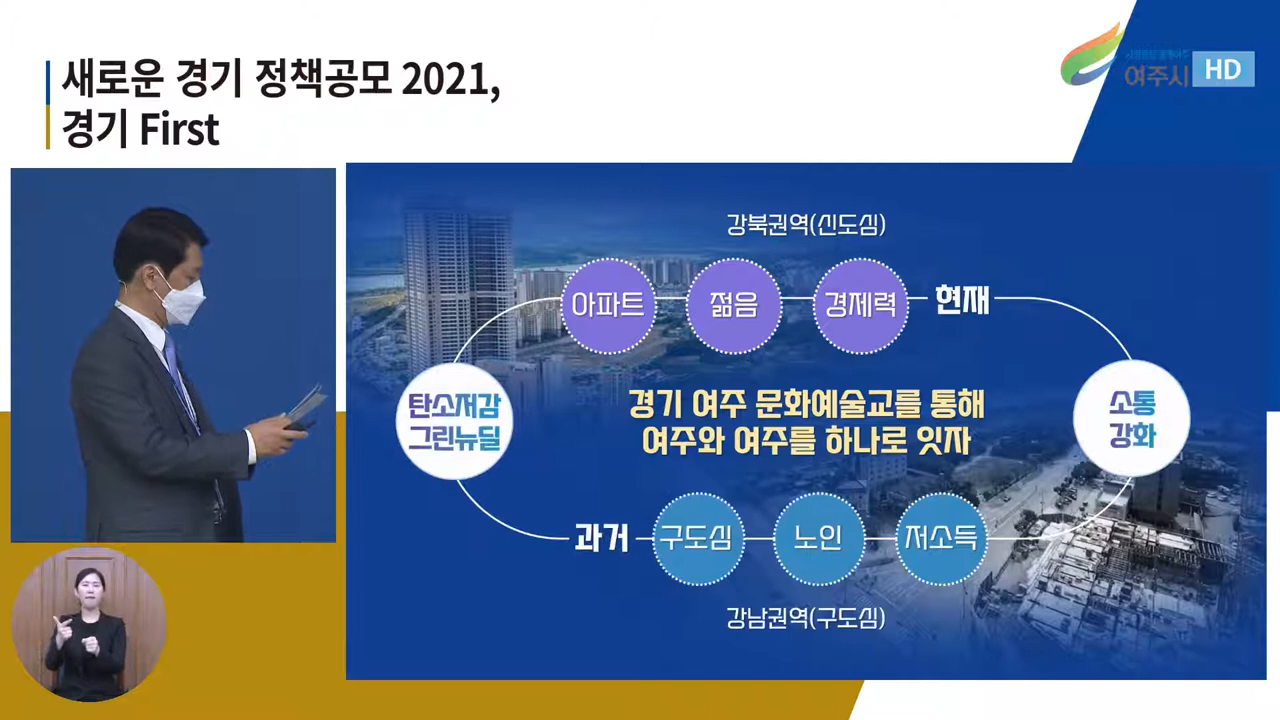 새로운 경기 정책공모 2021,
경기 First
여주시
HD
강북권역(신도심)
아파트
젊음
경제력
현재
탄소저감
그린뉴딜
경기 여주 문화예술교를 통해
여주와 여주를 하나로 잇자
소통
강화
과거
구도심
노인
저소득
강남권역(구도심)